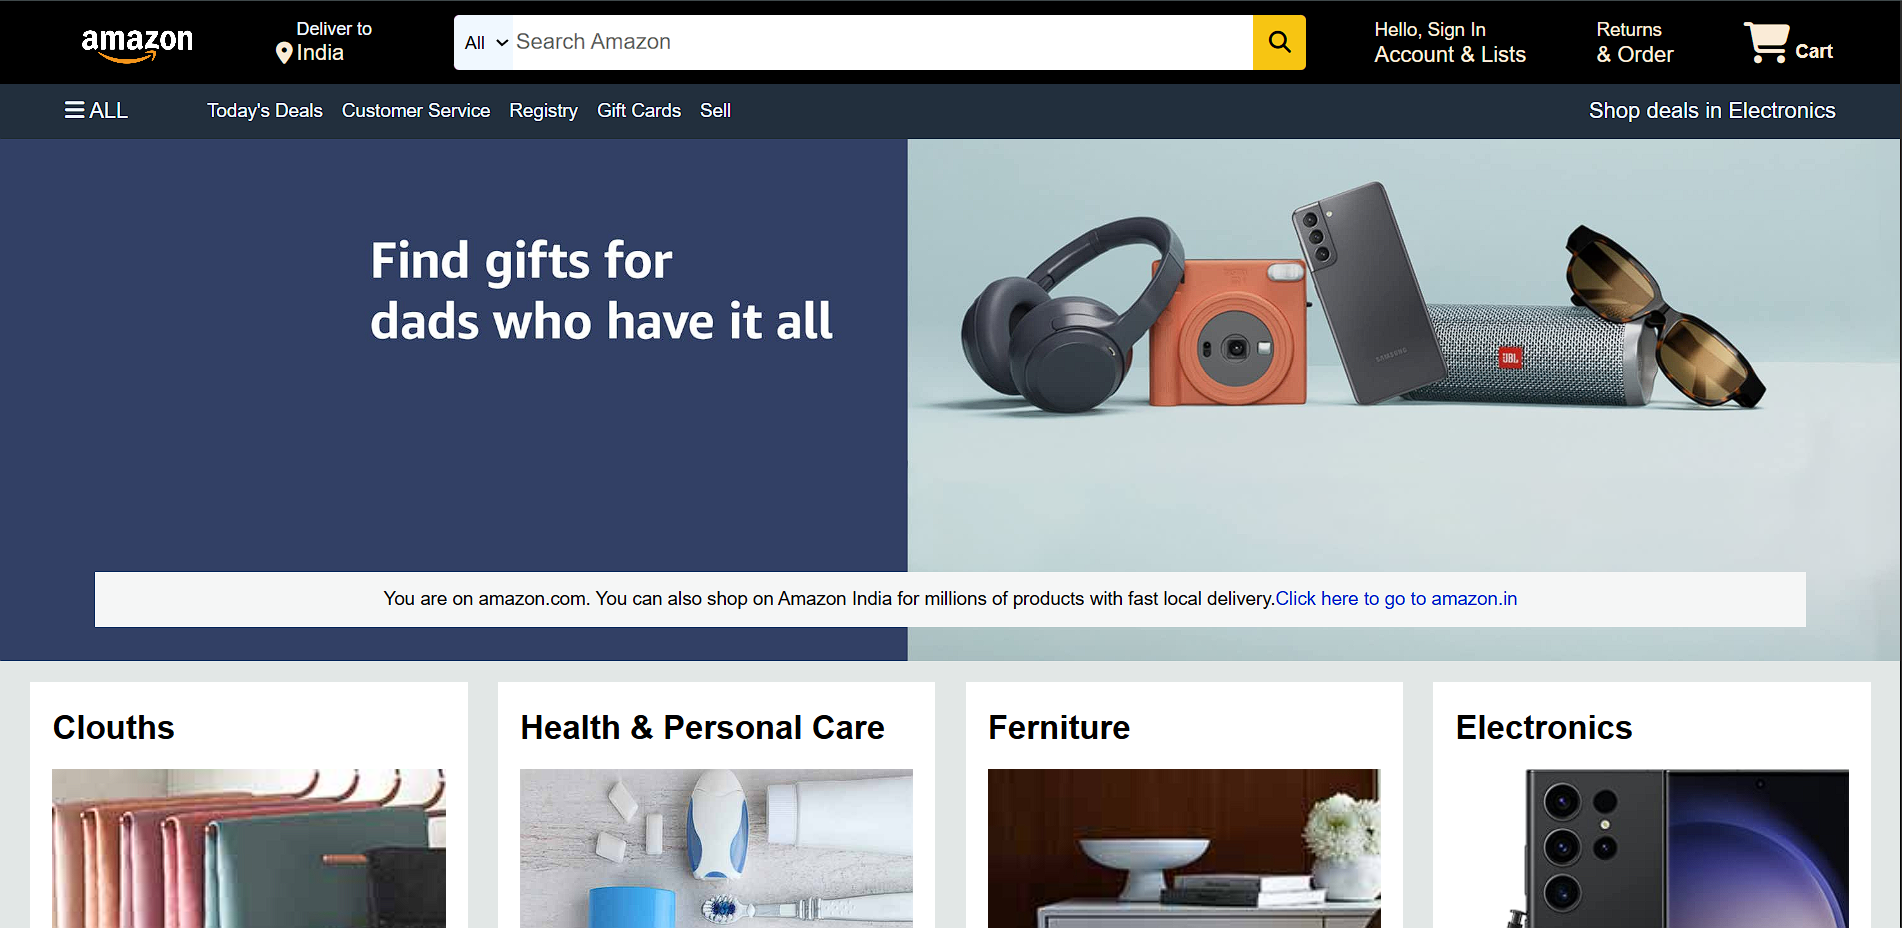 amazon
Deliver to
India
All
Search Amazon
Hello, Sign In
Account & Lists
Returns
& Order
Cart
ALL
Today's Deals
Customer Service
Registry
Gift Cards
Sell
Shop deals in Electronics
Find gifts for
dads who have it all
SAMSUNG
JBL
You are on amazon.com. You can also shop on Amazon India for millions of products with fast local delivery.Click here to go to amazon.in
Clouths
Health & Personal Care
Ferniture
Electronics